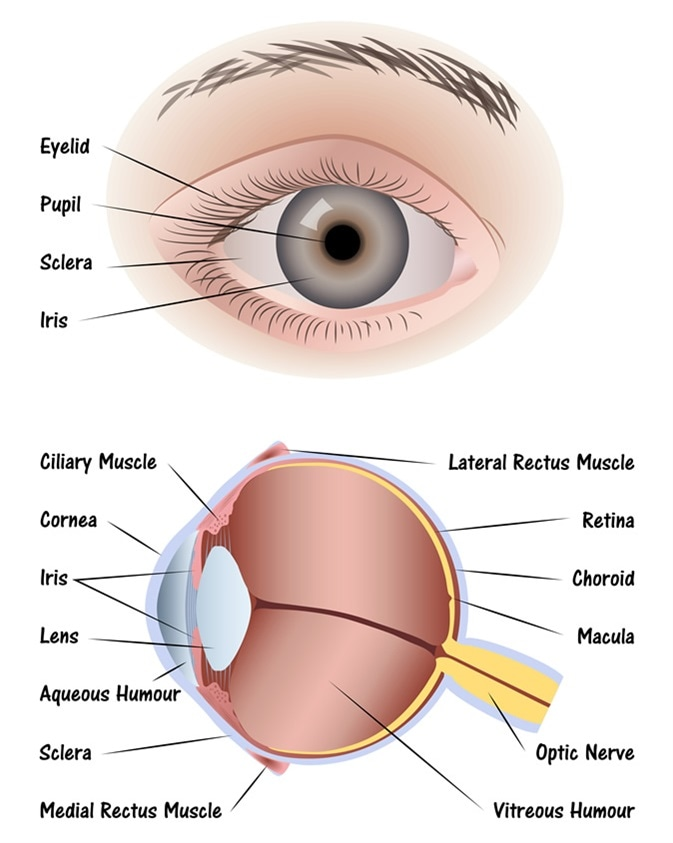 Eyelid
Pupil
Sclera
Iris
Ciliary Muscle
Cornea
Iris
Lens
Aqueous Humour
Sclera
Medial Rectus Muscle
Lateral Rectus Muscle
Retina
Choroid
Macula
Optic Nerve
Vitreous Humour